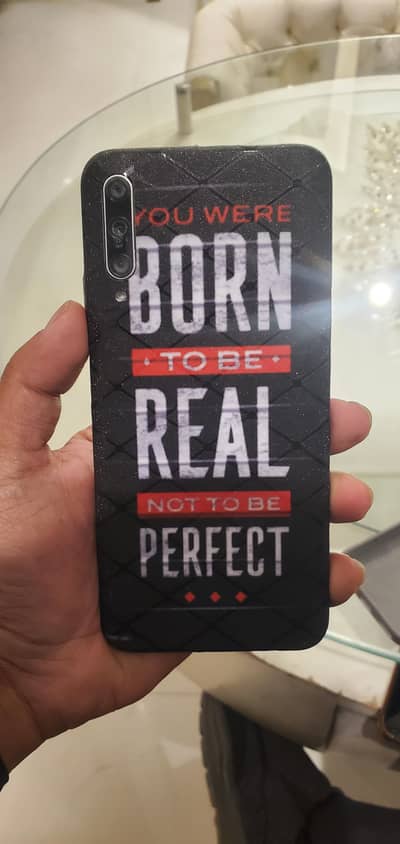 YOU WERE
BORN
TO BE
REAL
NOT TO BE
PERFECT